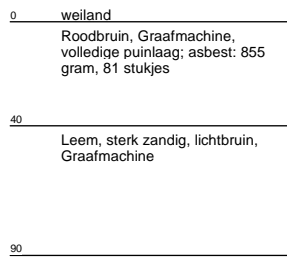 0 weiland
Roodbruin, Graafmachine,
volledige puinlaag; asbest: 855
gram, 81 stukjes
40
Leem, sterk zandig, lichtbruin,
Graafmachine
90